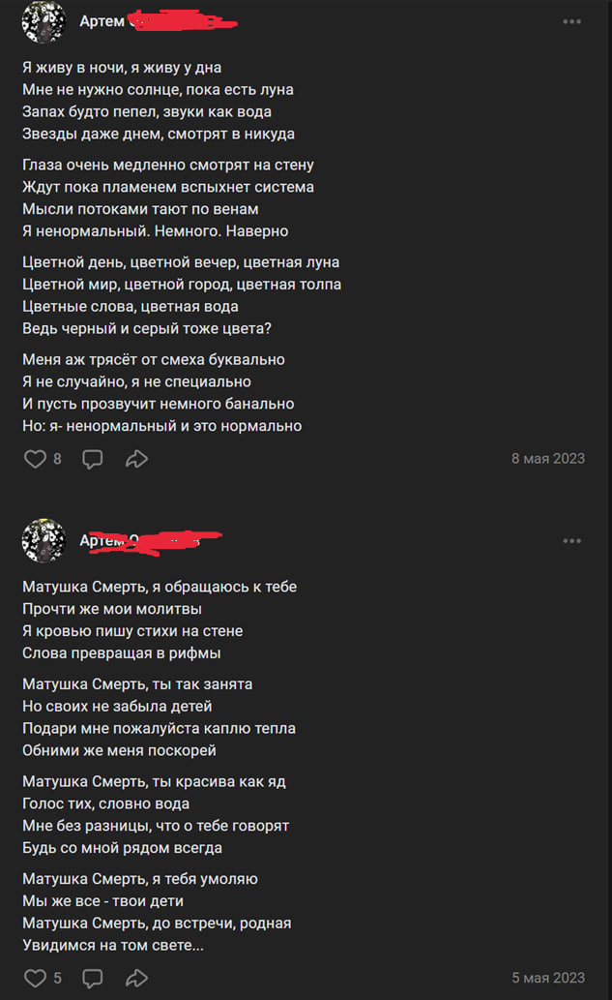 Артем
Я живу в ночи, я живу у дна
Мне не нужно солнце, пока есть луна
Запах будто пепел, звуки как вода
Звезды даже днем, смотрят в никуда
Глаза очень медленно смотрят на стену
Ждут пока пламенем вспыхнет система
Мысли потоками тают по венам
Я ненормальный. Немного. Наверно
Цветной день, цветной вечер, цветная луна
Цветной мир, цветной город, цветная толпа
Цветные слова, цветная вода
Ведь черный и серый тоже цвета?
Меня аж трясёт от смеха буквально
Я не случайно, я не специально
И пусть прозвучит немного банально
Но: я- ненормальный и это нормально
8
8 мая 2023
Артем
Матушка Смерть, я обращаюсь к тебе
Прочти же мои молитвы
Я кровью пишу стихи на стене
Слова превращая в рифмы
Матушка Смерть, ты так занята
Но своих не забыла детей
Подари мне пожалуйста каплю тепла
Обними же меня поскорей
Матушка Смерть, ты красива как яд
Голос тих, словно вода
Мне без разницы, что о тебе говорят
Будь со мной рядом всегда
Матушка Смерть, я тебя умоляю
Мы же все - твои дети
Матушка Смерть, до встречи, родная
Увидимся на том свете...
5
5 мая 2023